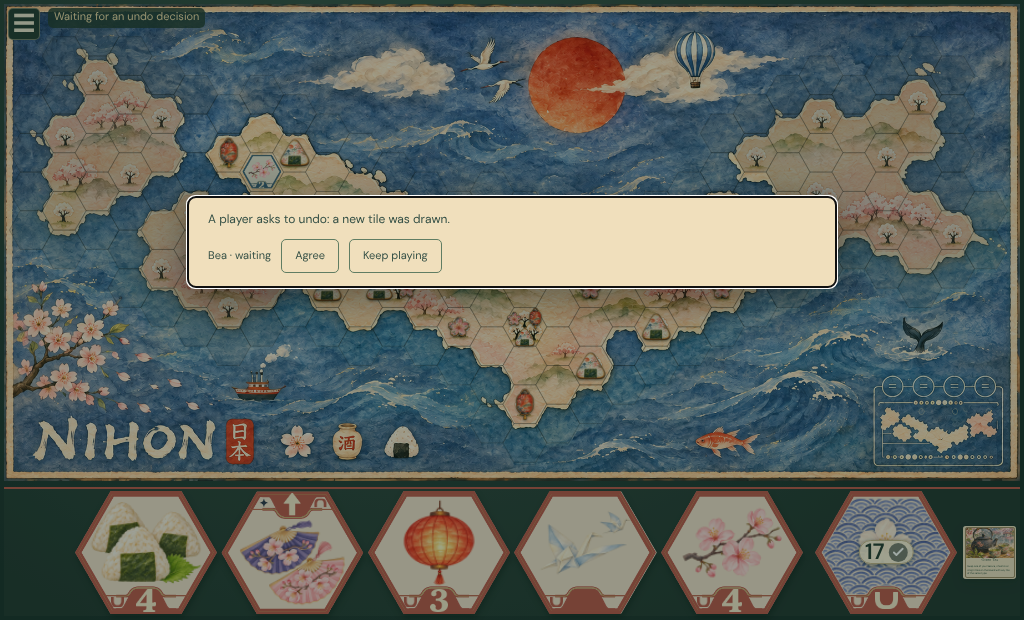 Waiting for an undo decision
A player asks to undo: a new tile was drawn.
Bea · waiting
Agree
Keep playing
NIHON
日本
酒
4
3
4
17